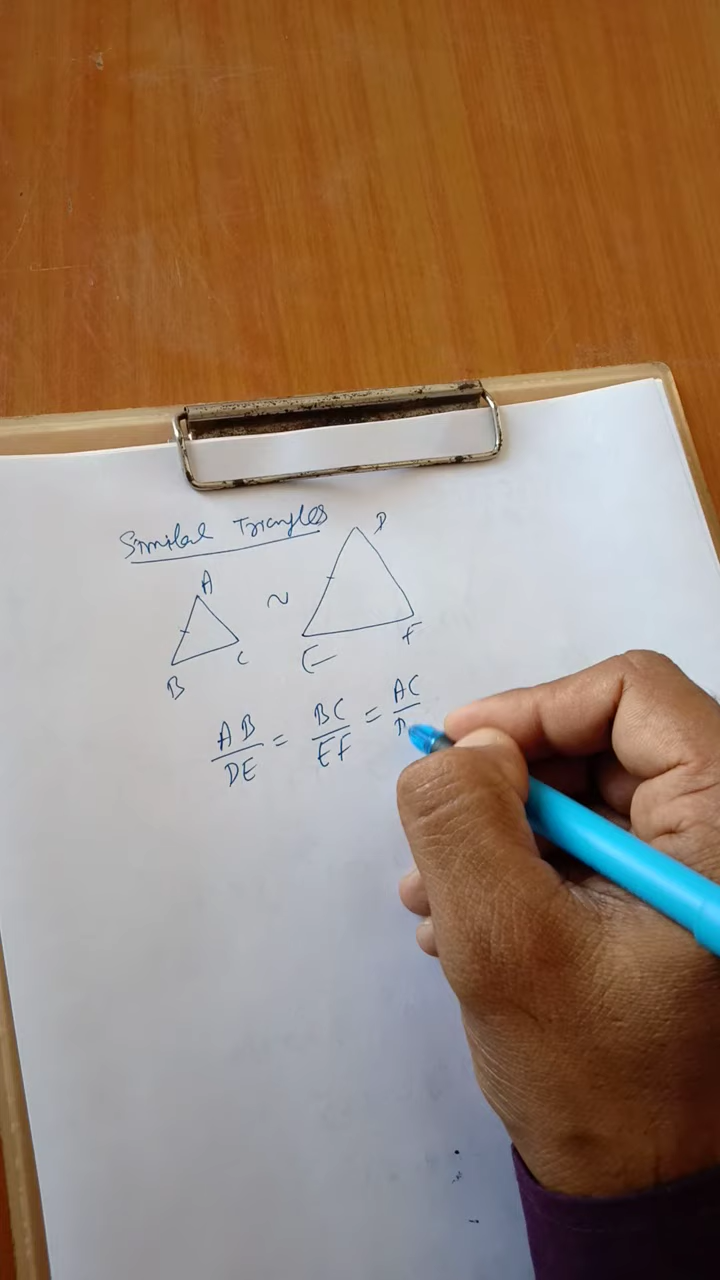 Similar Triangles
A ~ D
B C E F
AB/DE = BC/EF = AC/D